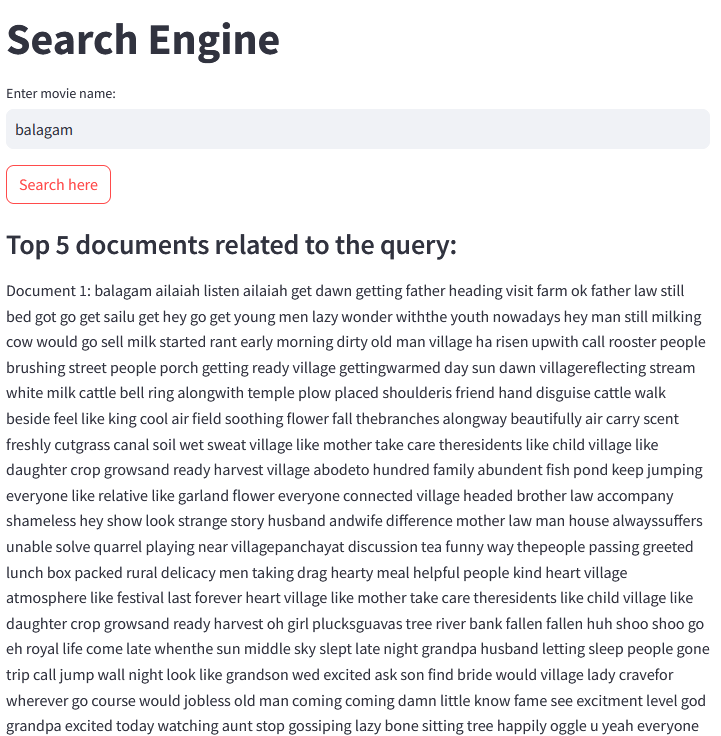 Search Engine
Enter movie name:
balagam
Search here
Top 5 documents related to the query:
Document 1: balagam ailaiah listen ailaiah get dawn getting father heading visit farm ok father law still
bed got go get sailu get hey go get young men lazy wonder withthe youth nowadays hey man still milking
cow would go sell milk started rant early morning dirty old man village ha risen upwith call rooster people
brushing street people porch getting ready village gettingwarmed day sun dawn villagereflecting stream
white milk cattle bell ring alongwith temple plow placed shoulderis friend hand disguise cattle walk
beside feel like king cool air field soothing flower fall thebranches alongway beautifully air carry scent
freshly cutgrass canal soil wet sweat village like mother take care theresidents like child village like
daughter crop growsand ready harvest village abodeto hundred family abundent fish pond keep jumping
everyone like relative like garland flower everyone connected village headed brother law accompany
shameless hey show look strange story husband andwife difference mother law man house alwayssuffers
unable solve quarrel playing near villagepanchayat discussion tea funny way thepeople passing greeted
lunch box packed rural delicacy men taking drag hearty meal helpful people kind heart village
atmosphere like festival last forever heart village like mother take care theresidents like child village like
daughter crop growsand ready harvest oh girl plucksguavas tree river bank fallen fallen huh shoo shoo go
eh royal life come late whenthe sun middle sky slept late night grandpa husband letting sleep people gone
trip call jump wall night look like grandson wed excited ask son find bride would village lady cravefor
wherever go course would jobless old man coming coming damn little know fame see excitment level god
grandpa excited today watching aunt stop gossiping lazy bone sitting tree happily oggle u yeah everyone